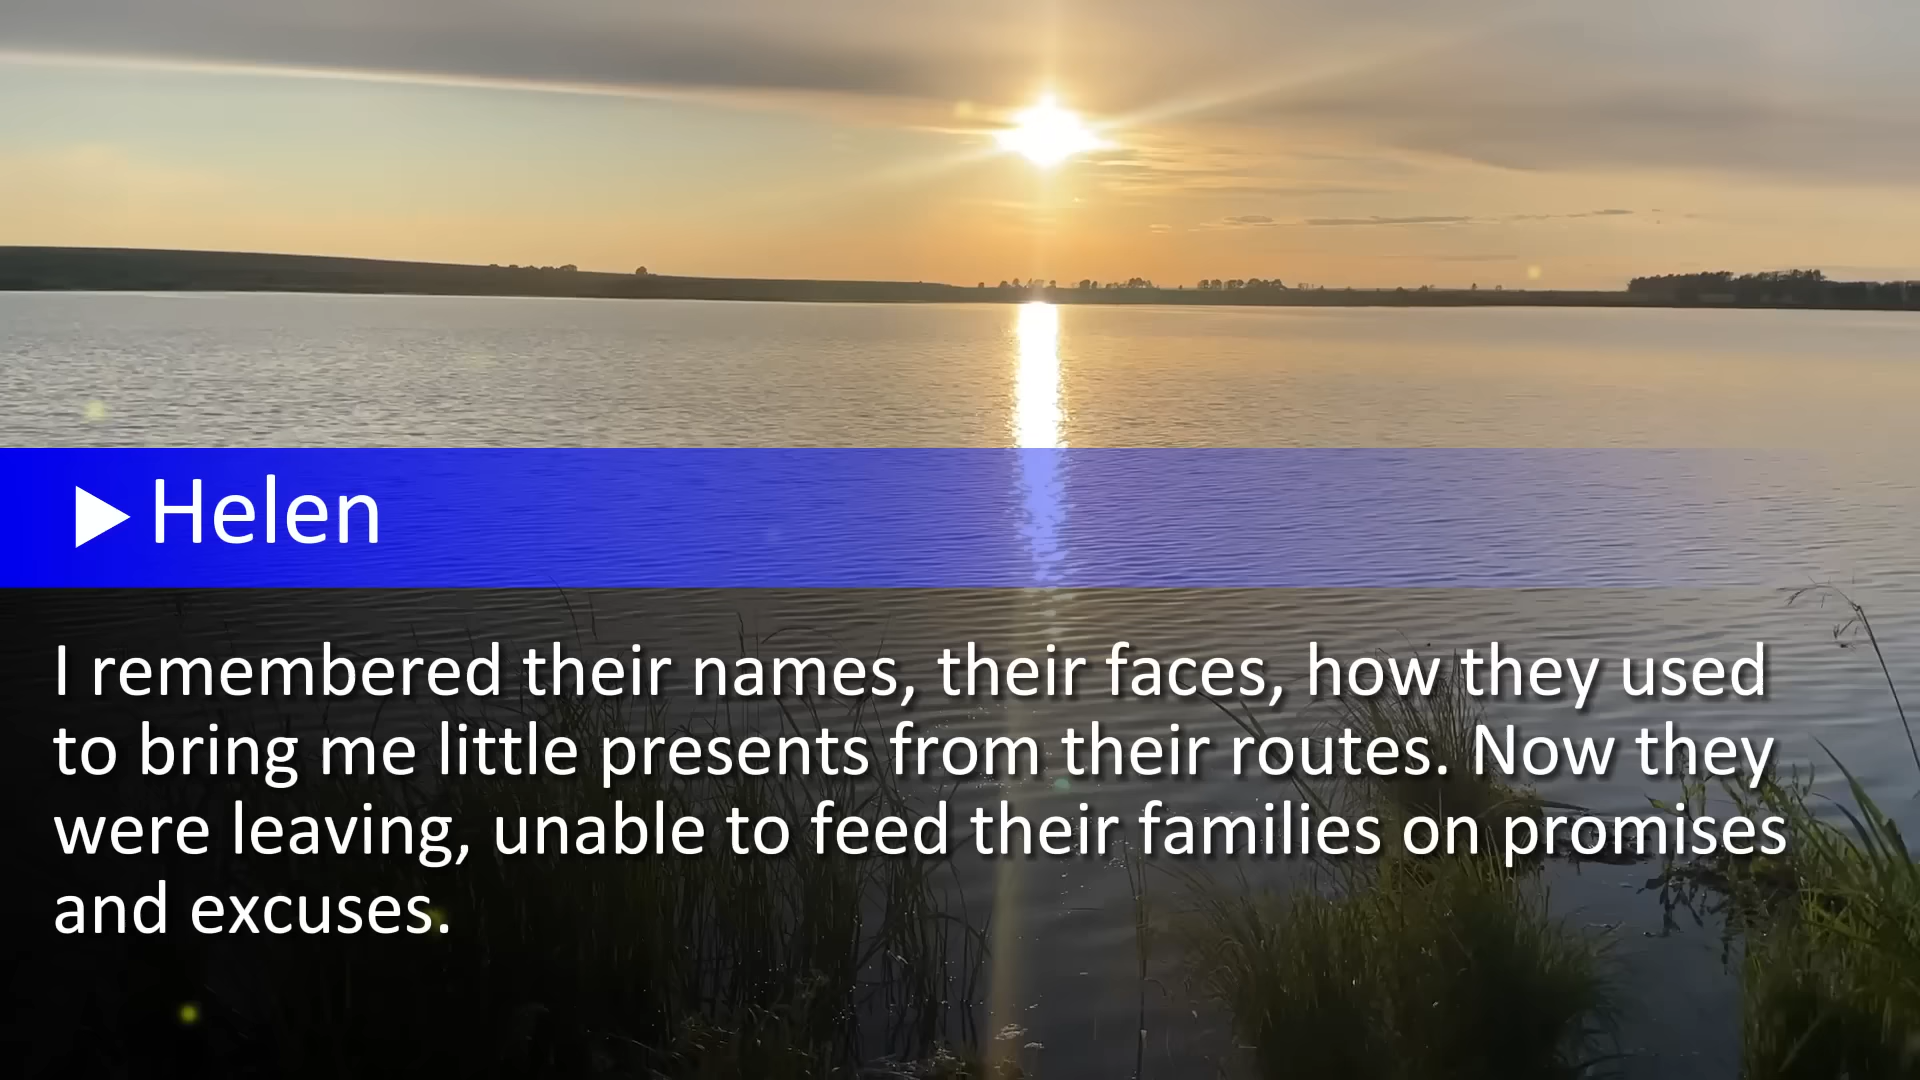 Helen
I remembered their names, their faces, how they used
to bring me little presents from their routes. Now they
were leaving, unable to feed their families on promises
and excuses.